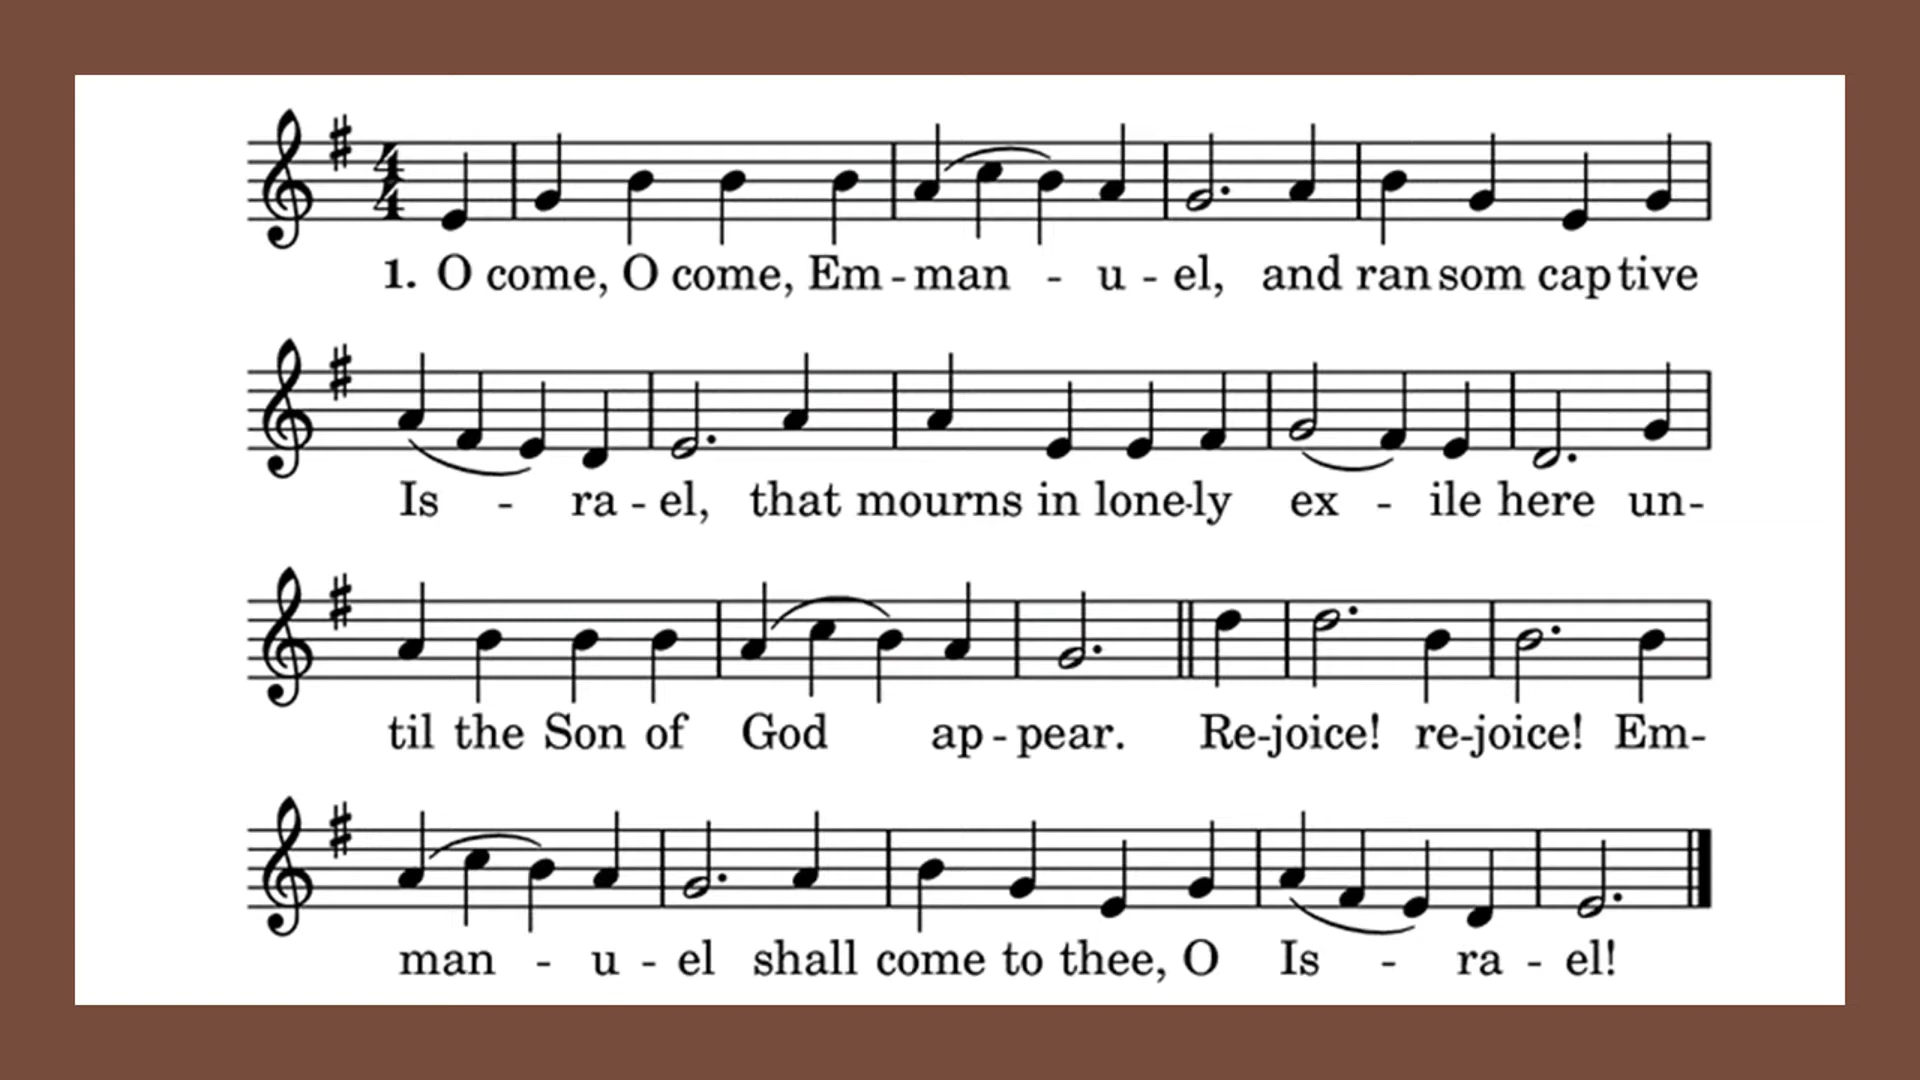 4
4
1. O come, O come, Em - man - u - el, and ran som cap tive
Is - ra - el, that mourns in lone-ly ex - ile here un-
til the Son of God ap - pear. Re-joice! re-joice! Em-
man - u - el shall come to thee, O Is - ra - el!